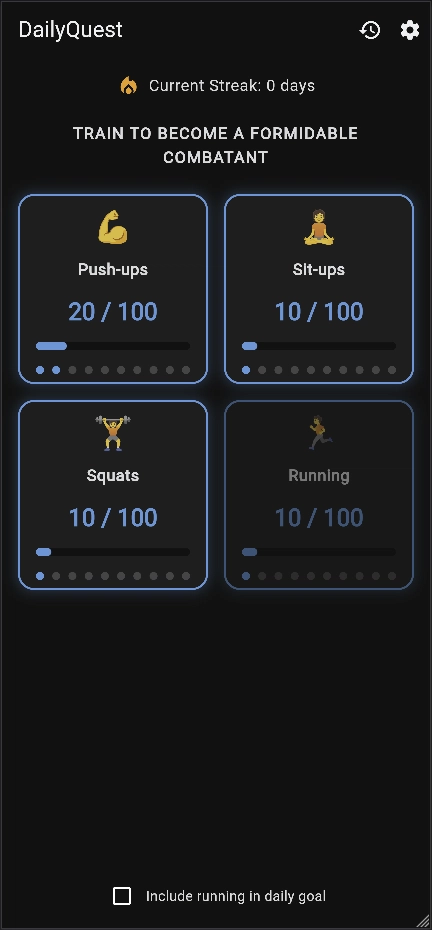 DailyQuest
Current Streak: 0 days
TRAIN TO BECOME A FORMIDABLE
COMBATANT
Push-ups
20 / 100
Sit-ups
10 / 100
Squats
10 / 100
Running
10 / 100
Include running in daily goal